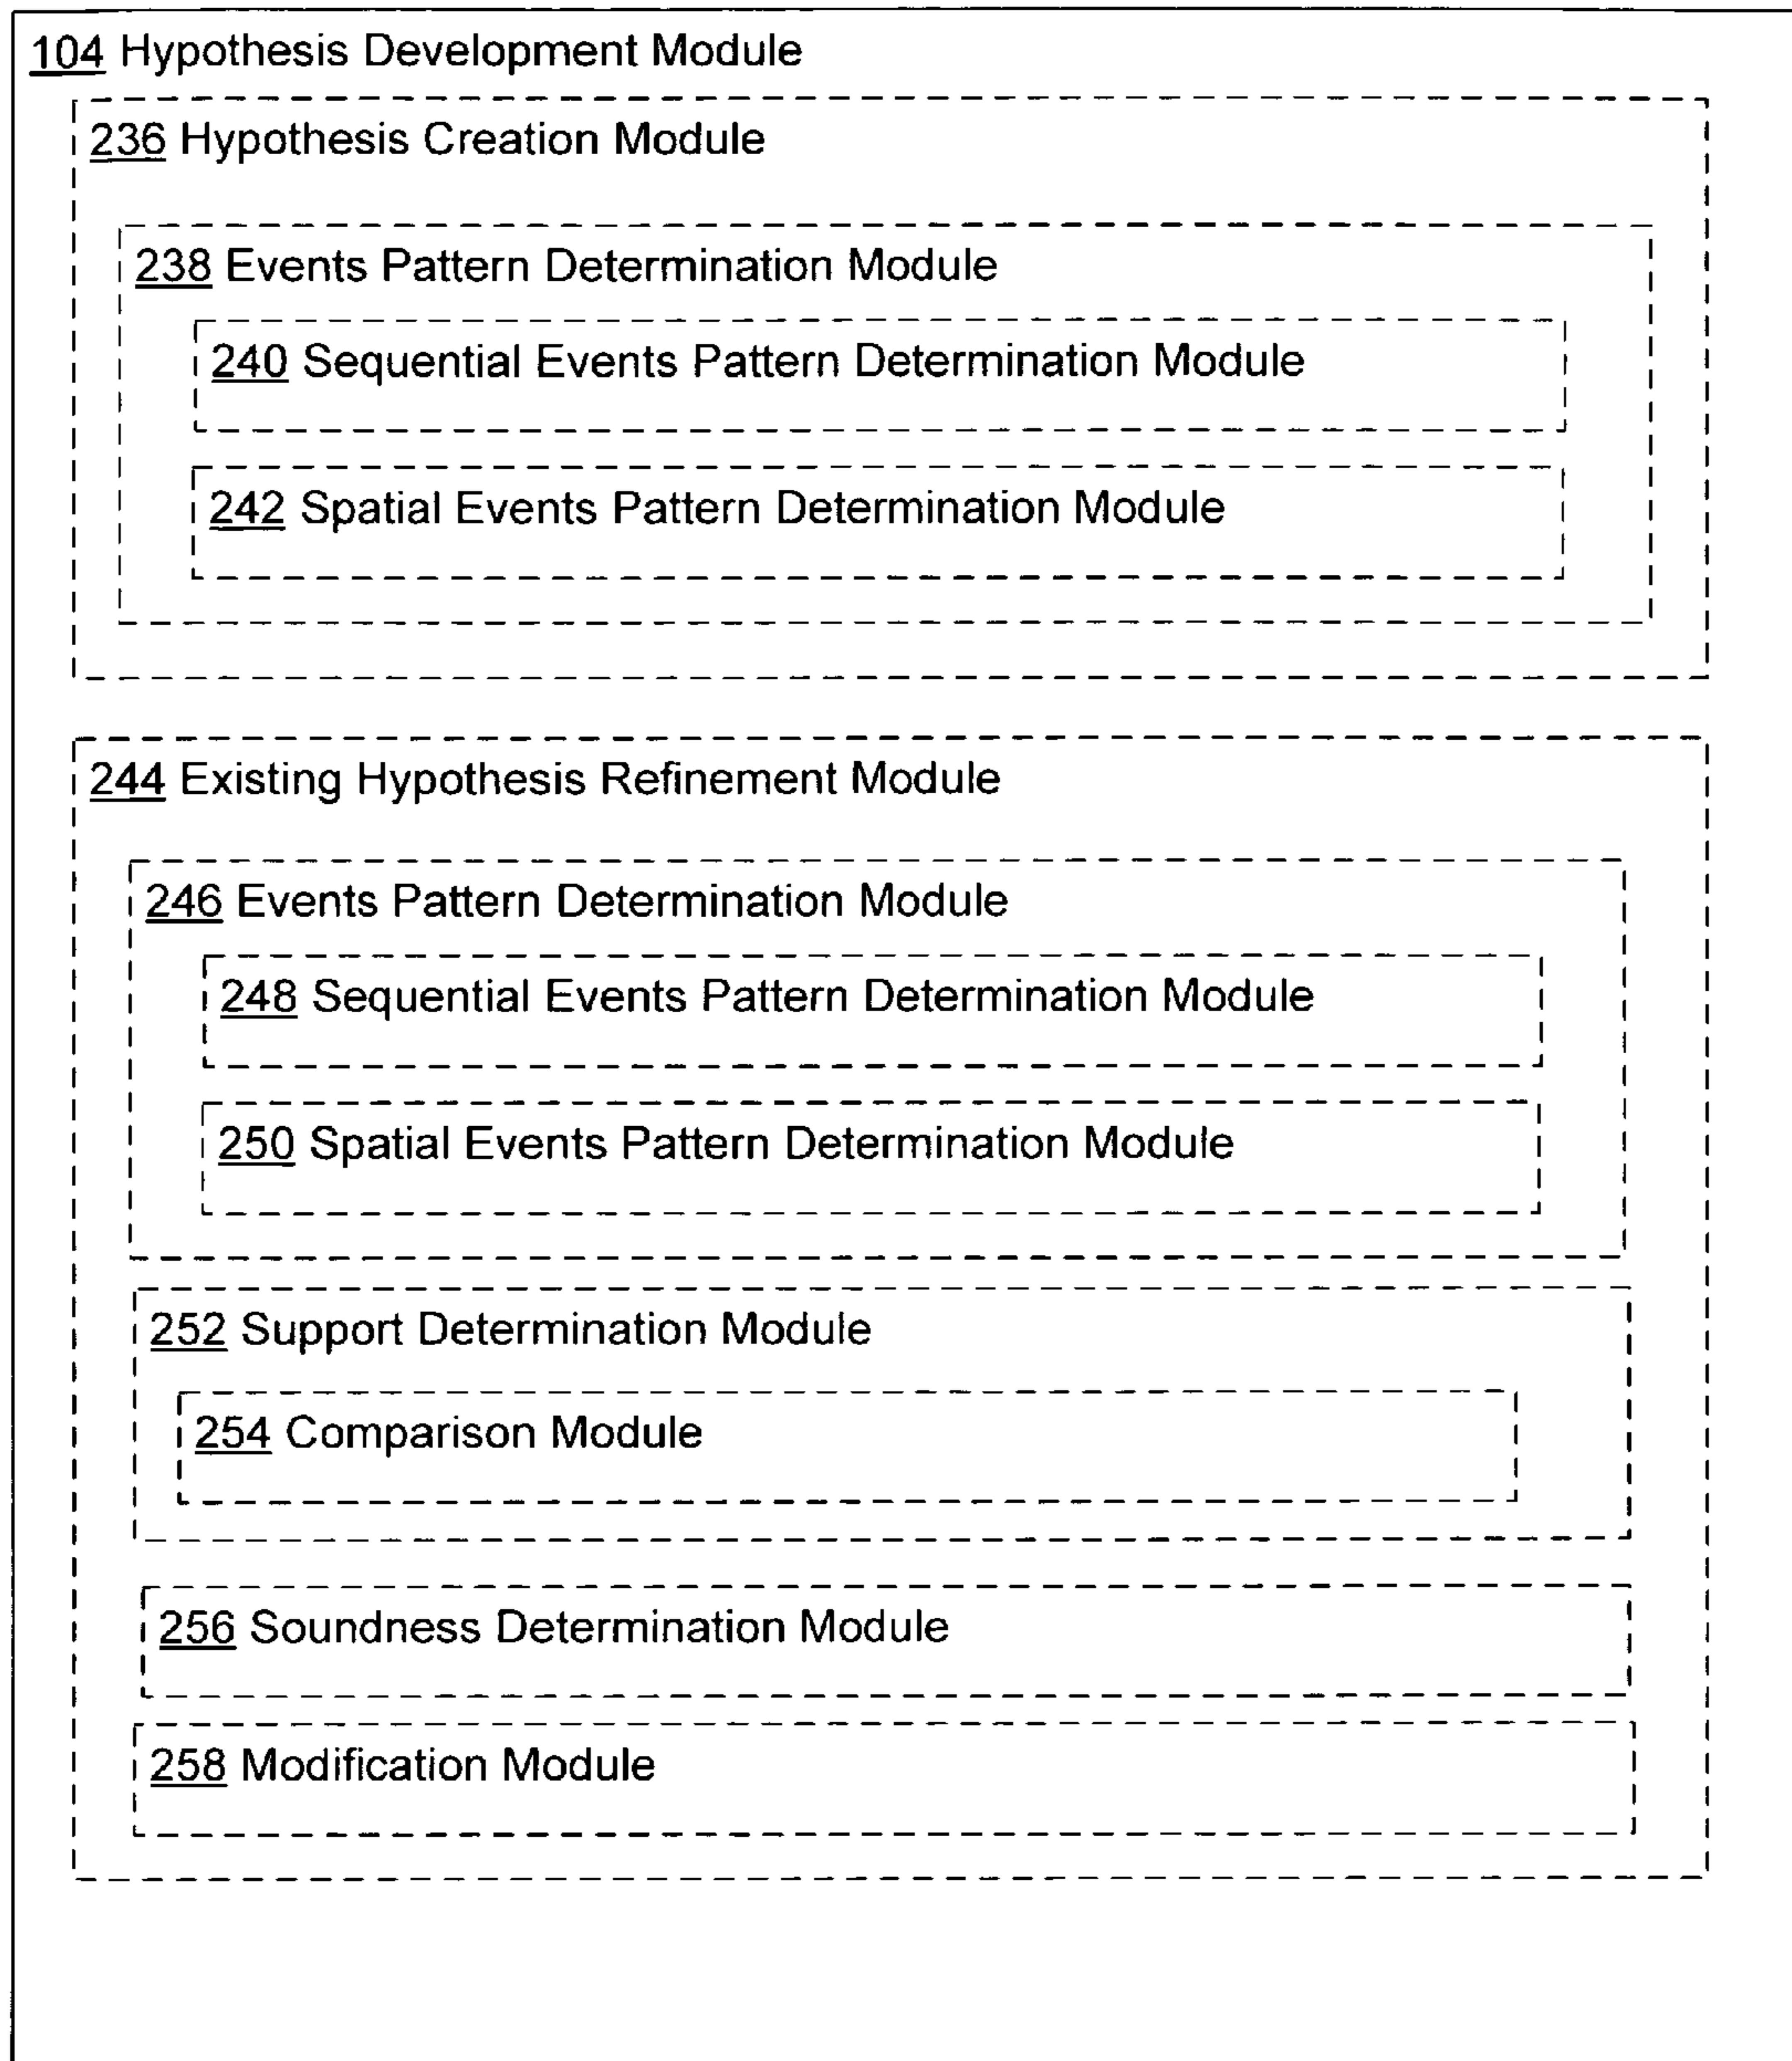 104 Hypothesis Development Module
236 Hypothesis Creation Module
238 Events Pattern Determination Module
240 Sequential Events Pattern Determination Module
242 Spatial Events Pattern Determination Module
244 Existing Hypothesis Refinement Module
246 Events Pattern Determination Module
248 Sequential Events Pattern Determination Module
250 Spatial Events Pattern Determination Module
252 Support Determination Module
254 Comparison Module
256 Soundness Determination Module
258 Modification Module